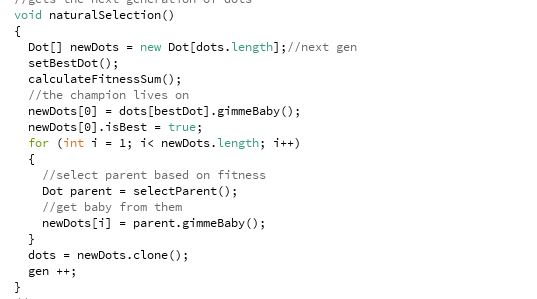 //gets the next generation of dots
void naturalSelection()
{
  Dot[] newDots = new Dot[dots.length];//next gen
  setBestDot();
  calculateFitnessSum();
  //the champion lives on
  newDots[0] = dots[bestDot].gimmeBaby();
  newDots[0].isBest = true;
  for (int i = 1; i< newDots.length; i++)
  {
    //select parent based on fitness
    Dot parent = selectParent();
    //get baby from them
    newDots[i] = parent.gimmeBaby();
  }
  dots = newDots.clone();
  gen ++;
}